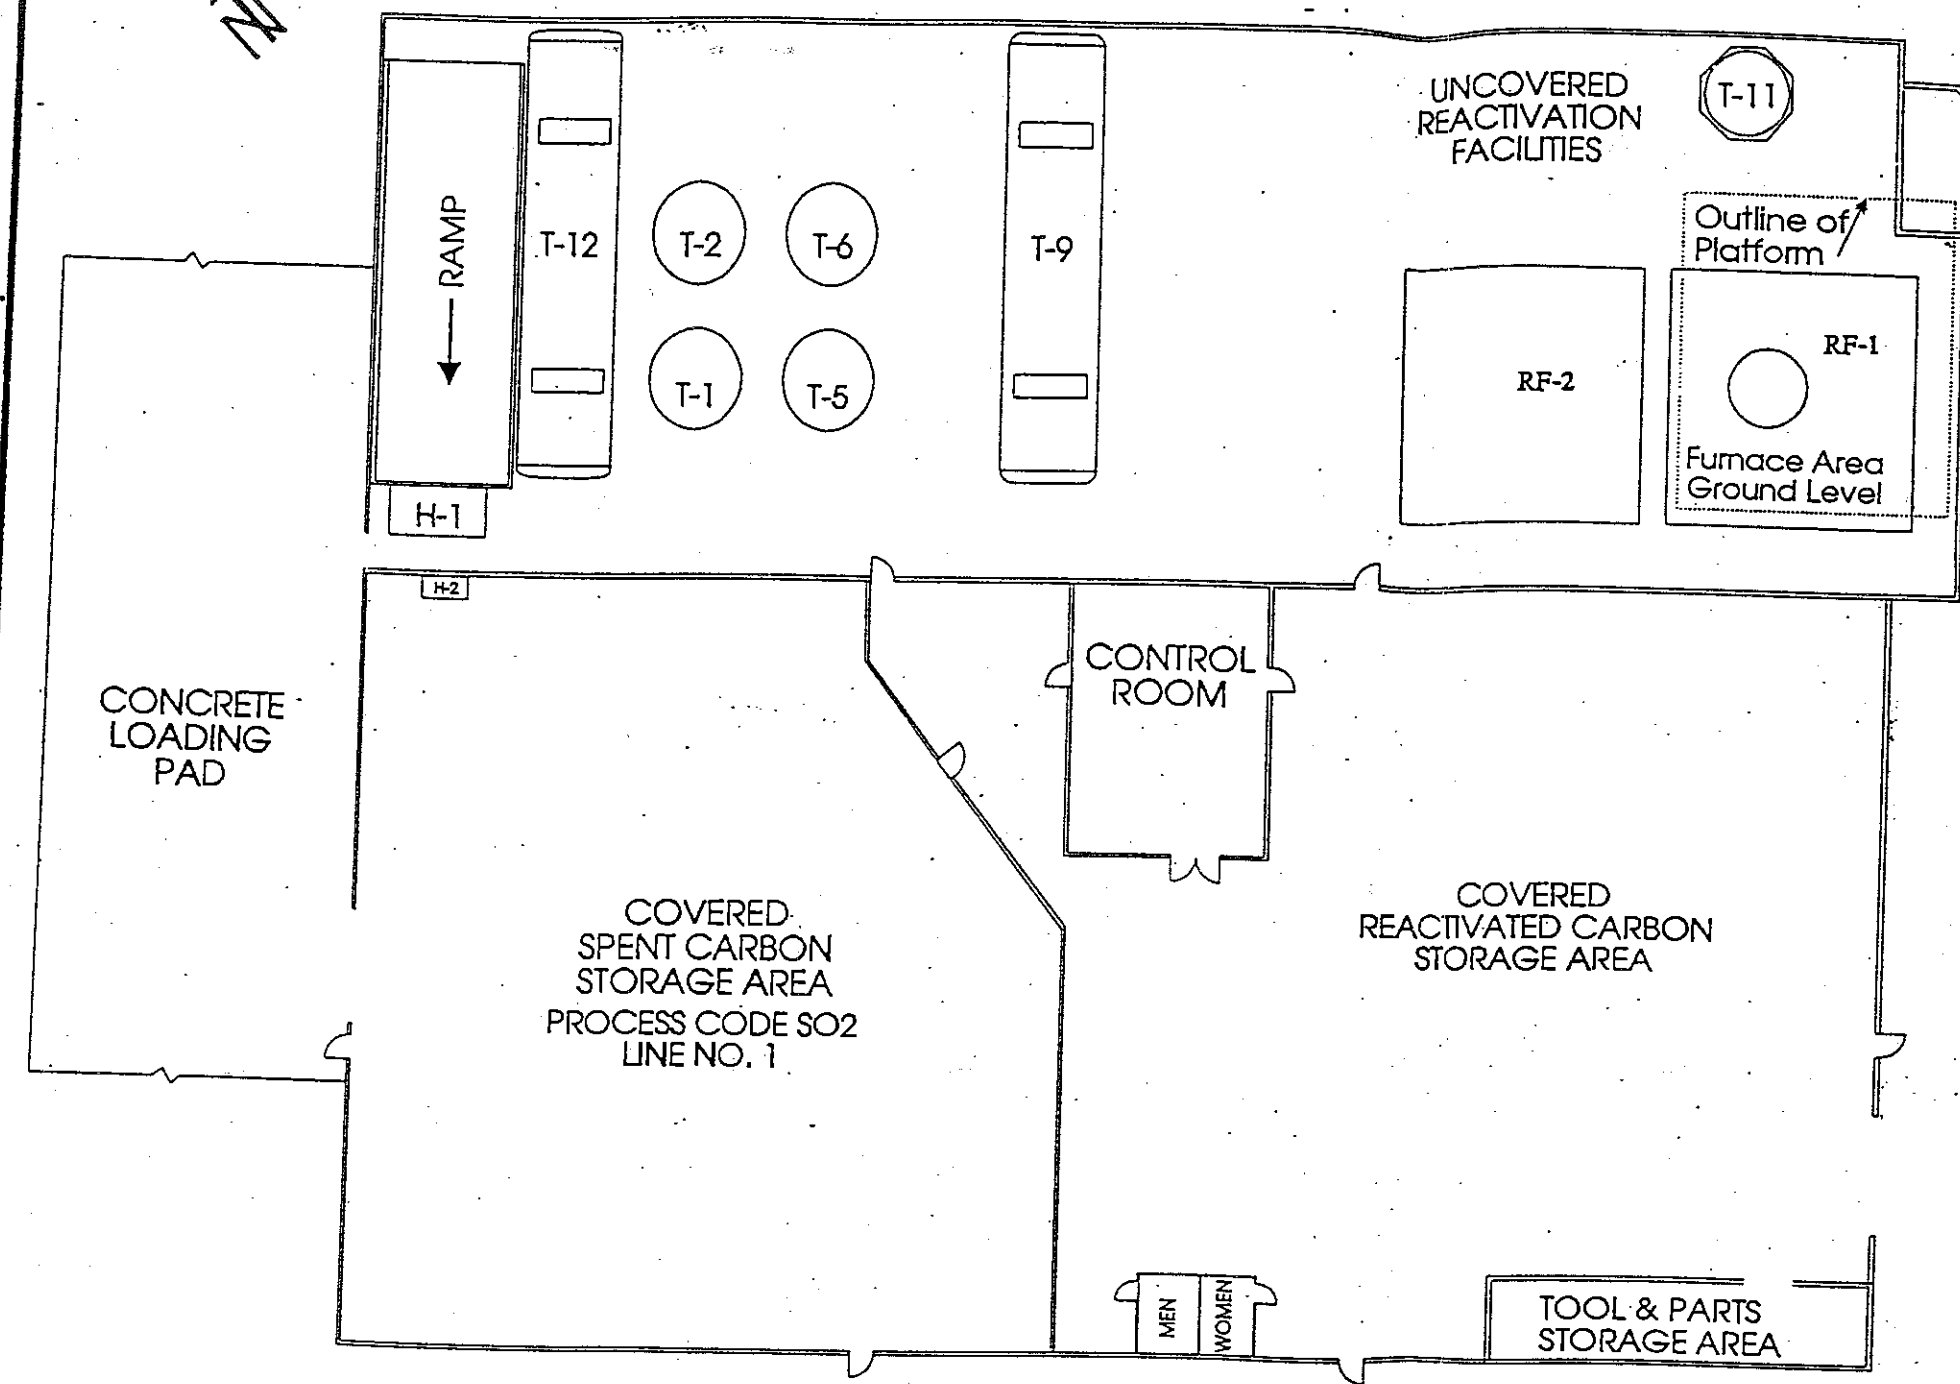 UNCOVERED
REACTIVATION
FACILITIES
T-11
RAMP
T-12
T-2
T-6
T-9
Outline of
Platform
T-1
T-5
RF-2
RF-1
Furnace Area
Ground Level
H-1
H-2
CONTROL
ROOM
CONCRETE
LOADING
PAD
COVERED
SPENT CARBON
STORAGE AREA
PROCESS CODE SO2
LINE NO. 1
COVERED
REACTIVATED CARBON
STORAGE AREA
MEN
WOMEN
TOOL & PARTS
STORAGE AREA